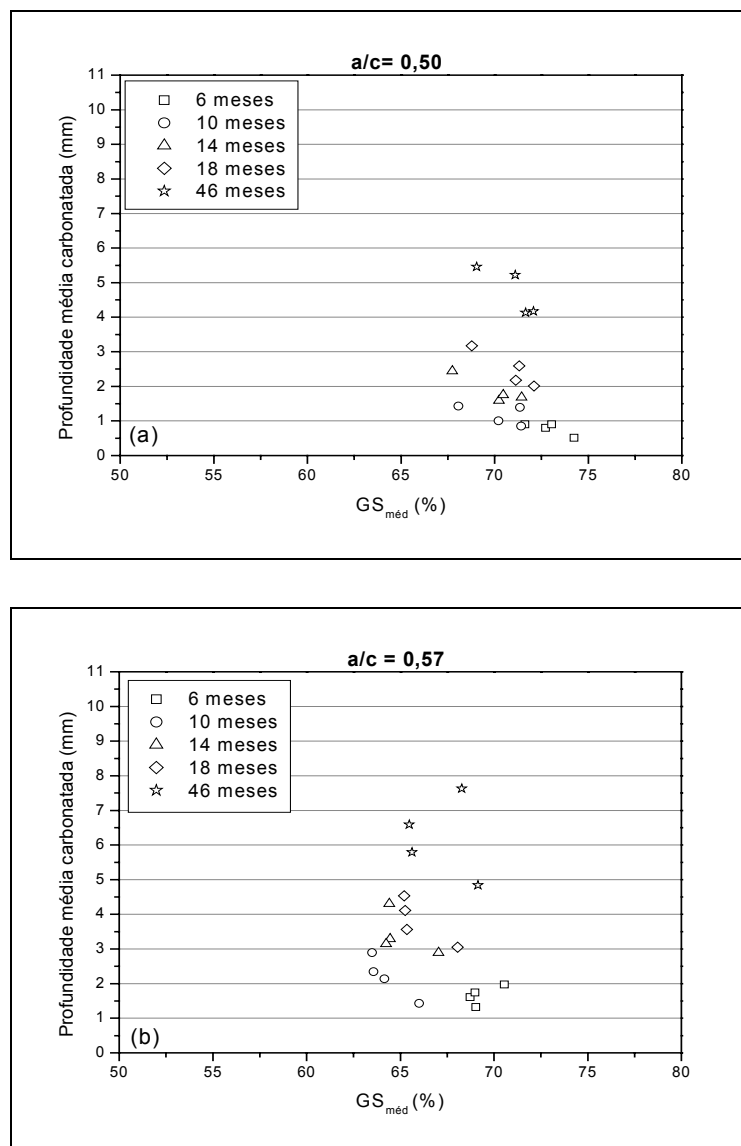 a/c= 0,50
11
10
9
8
7
6
5
4
3
2
1
0
Profundidade média carbonatada (mm)
6 meses
10 meses
14 meses
18 meses
46 meses
(a)
50 55 60 65 70 75 80
GSméd (%)
a/c = 0,57
11
10
9
8
7
6
5
4
3
2
1
0
Profundidade média carbonatada (mm)
6 meses
10 meses
14 meses
18 meses
46 meses
(b)
50 55 60 65 70 75 80
GSméd (%)